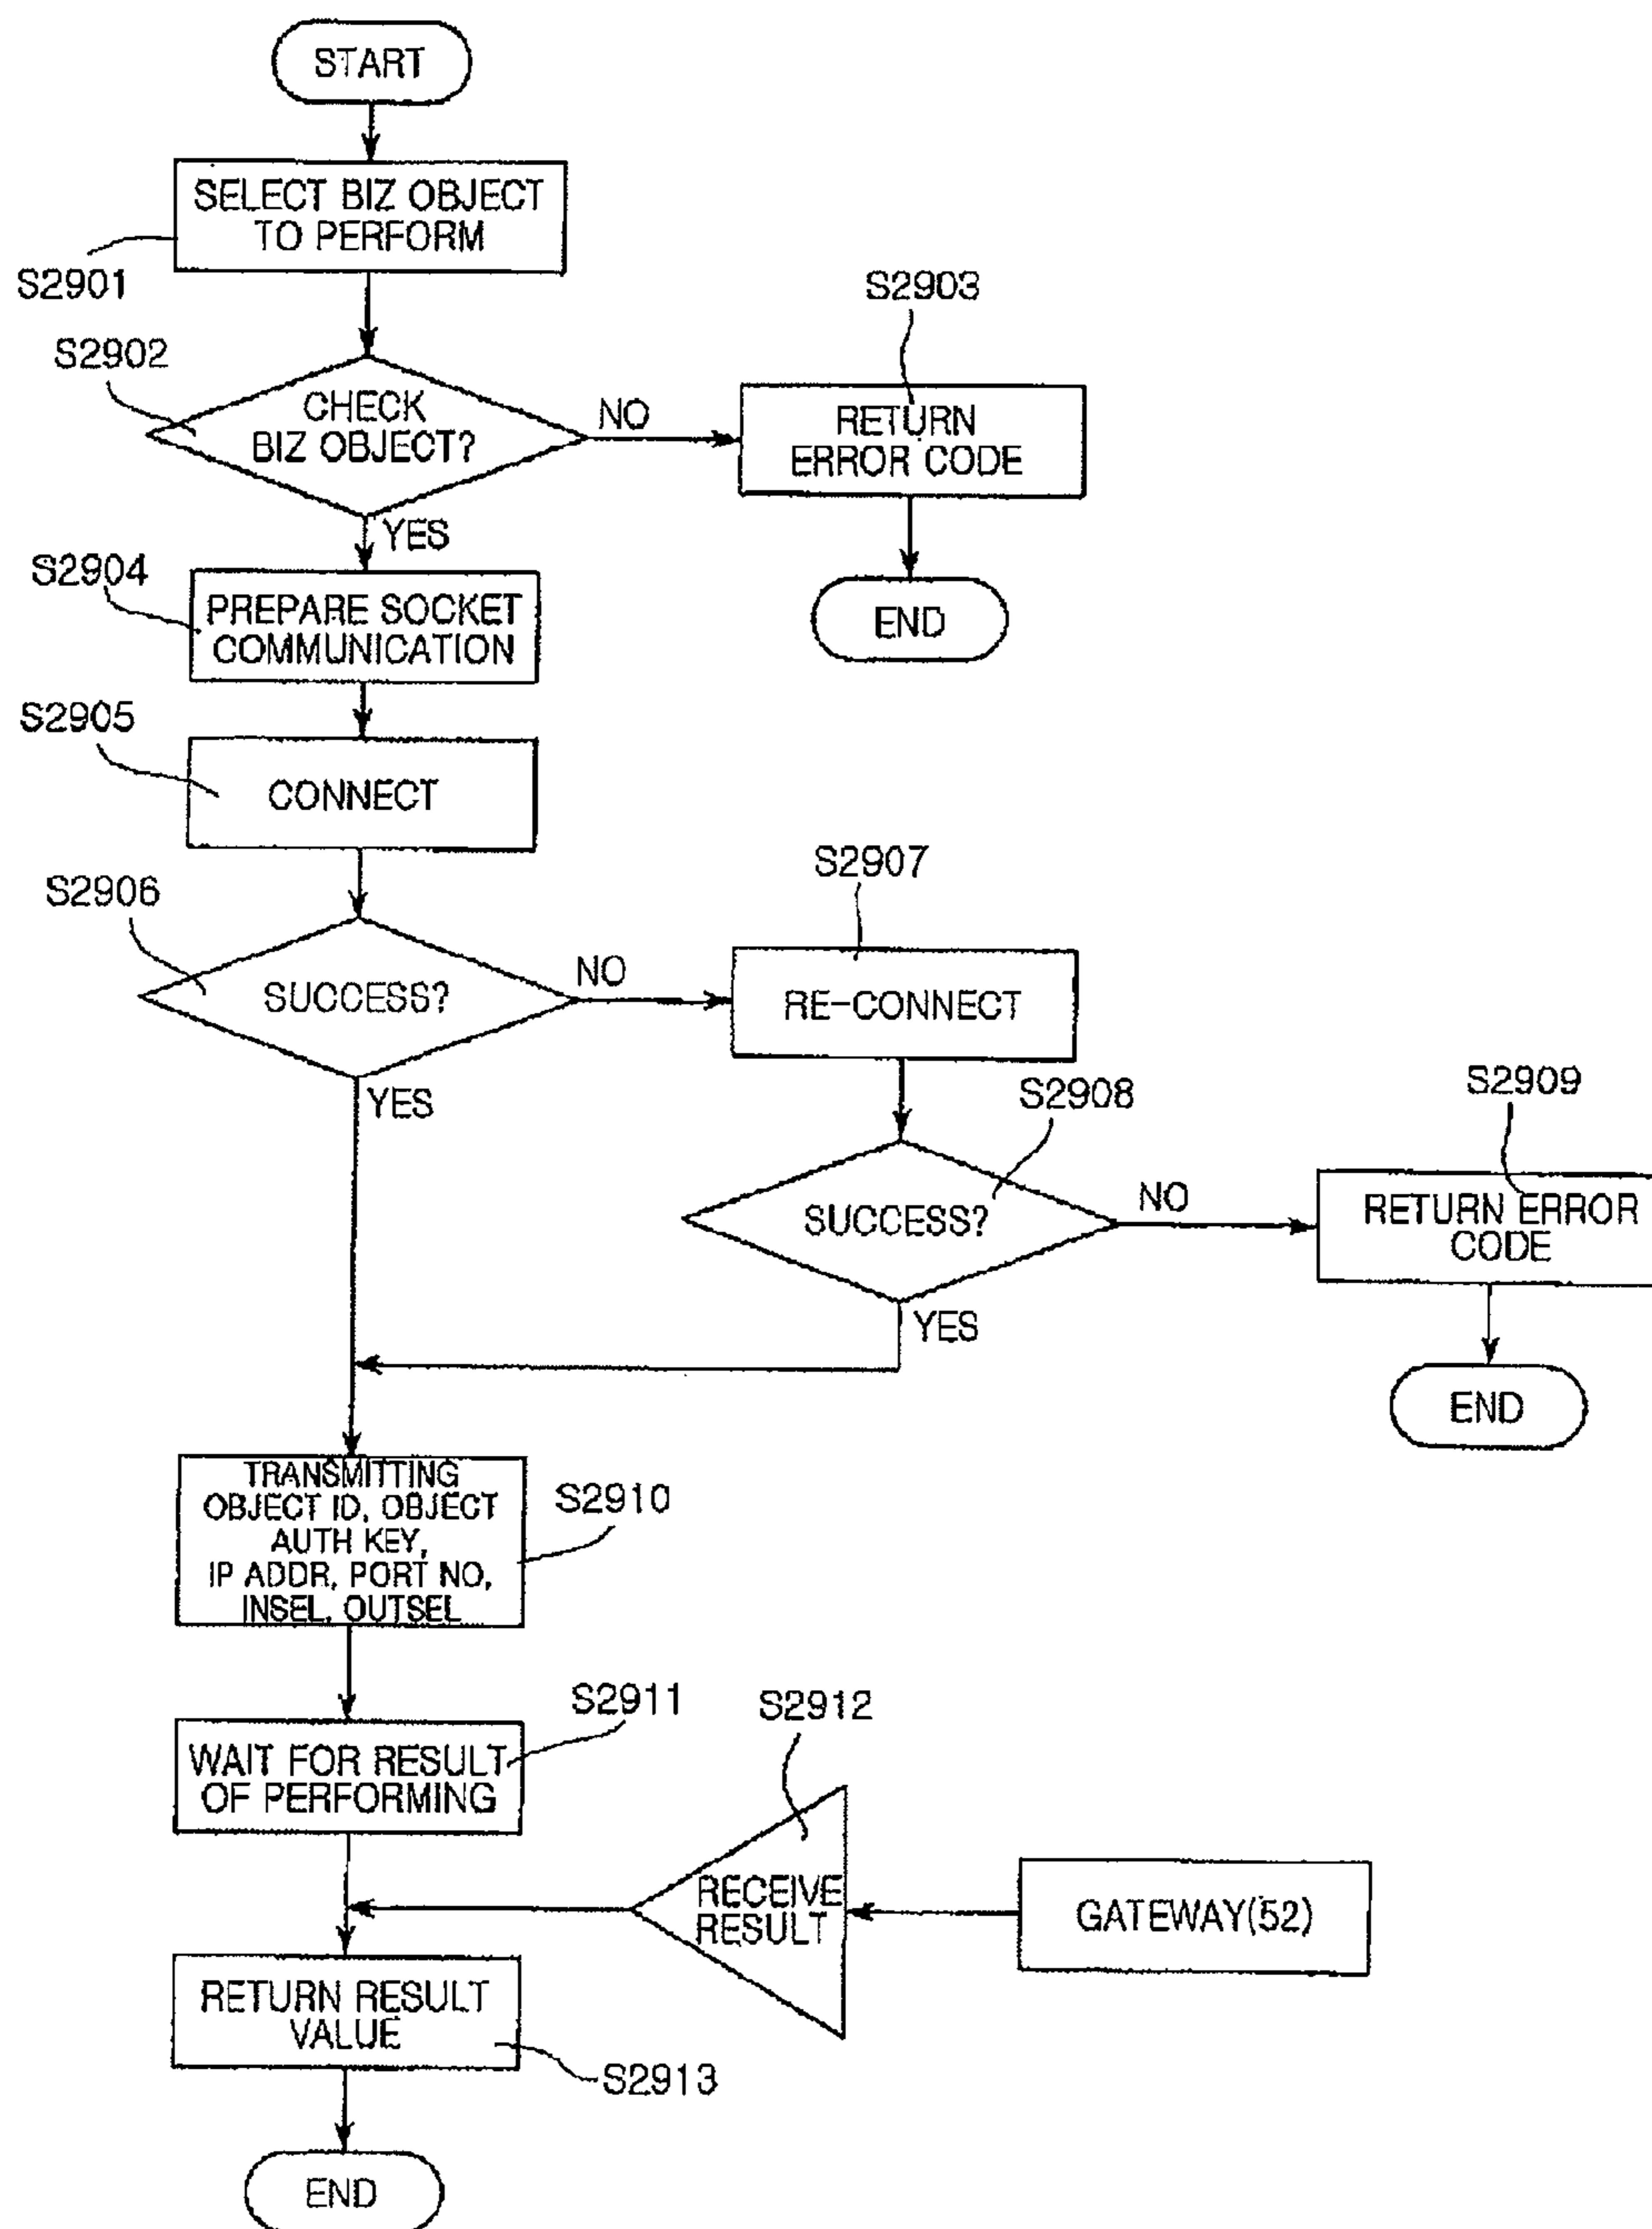 START
SELECT BIZ OBJECT
TO PERFORM
S2901
S2903
S2902
CHECK
BIZ OBJECT?
NO
RETURN
ERROR CODE
YES
END
S2904
PREPARE SOCKET
COMMUNICATION
S2905
CONNECT
S2907
S2906
SUCCESS?
NO
RE-CONNECT
YES
S2908
S2909
SUCCESS?
NO
RETURN ERROR
CODE
YES
END
TRANSMITTING
OBJECT ID, OBJECT
AUTH KEY,
IP ADDR, PORT NO,
INSEL, OUTSEL
S2910
S2911
S2912
WAIT FOR RESULT
OF PERFORMING
RECEIVE
RESULT
GATEWAY(52)
RETURN RESULT
VALUE
S2913
END